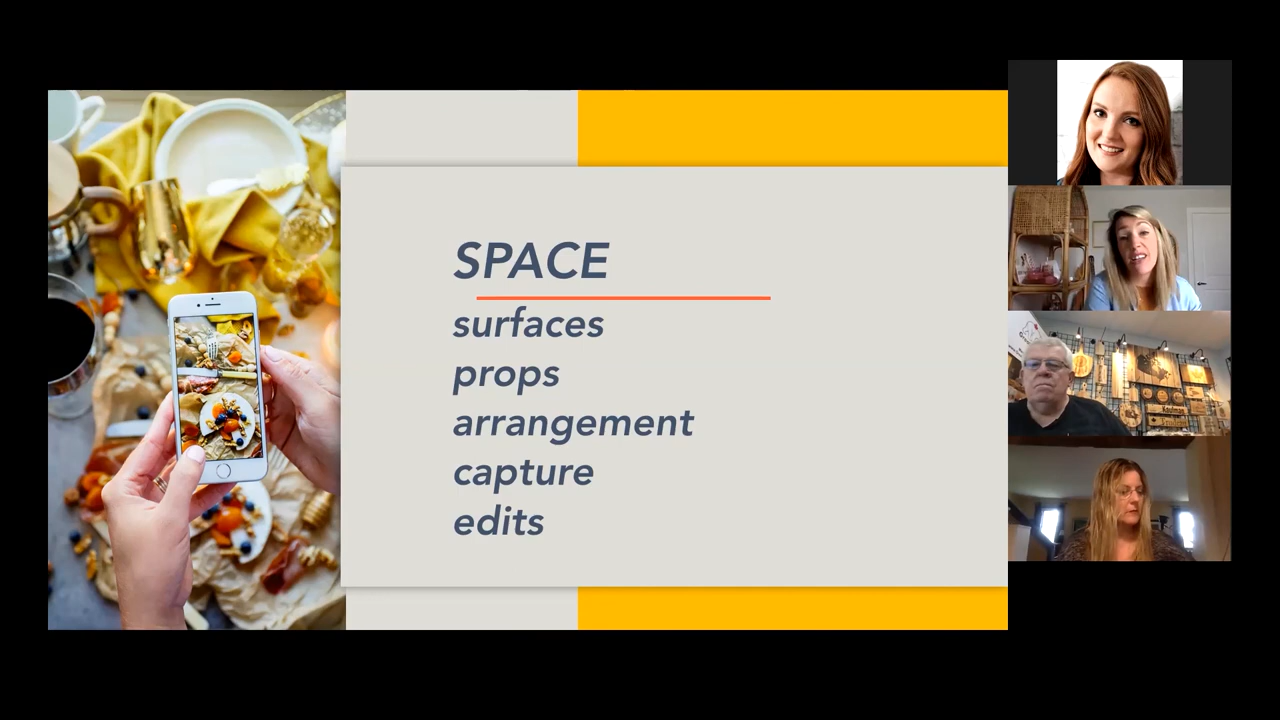 SPACE
surfaces
props
arrangement
capture
edits